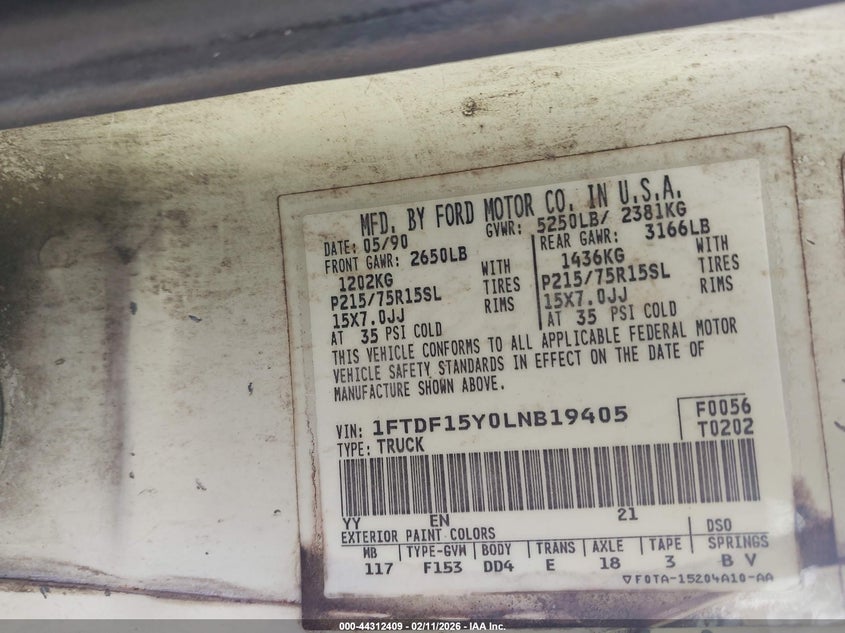 MFD. BY FORD MOTOR CO. IN U.S.A.
DATE: 05/90 GVWR: 5250LB/ 2381KG
FRONT GAWR: 2650LB REAR GAWR: 3166LB
1202KG WITH 1436KG WITH
P215/75R15SL TIRES P215/75R15SL TIRES
15X7.0JJ RIMS 15X7.0JJ RIMS
AT 35 PSI COLD AT 35 PSI COLD
THIS VEHICLE CONFORMS TO ALL APPLICABLE FEDERAL MOTOR
VEHICLE SAFETY STANDARDS IN EFFECT ON THE DATE OF
MANUFACTURE SHOWN ABOVE.
VIN: 1FTDF15Y0LNB19405 F0056
TYPE: TRUCK T0202
YY EN 21
EXTERIOR PAINT COLORS DSO
WB TYPE-GVW BODY TRANS AXLE TAPE SPRINGS
117 F153 DD4 E 18 3 B V
F0TA-15204A10-AA
000-44312409 - 02/11/2026 - IAA Inc.